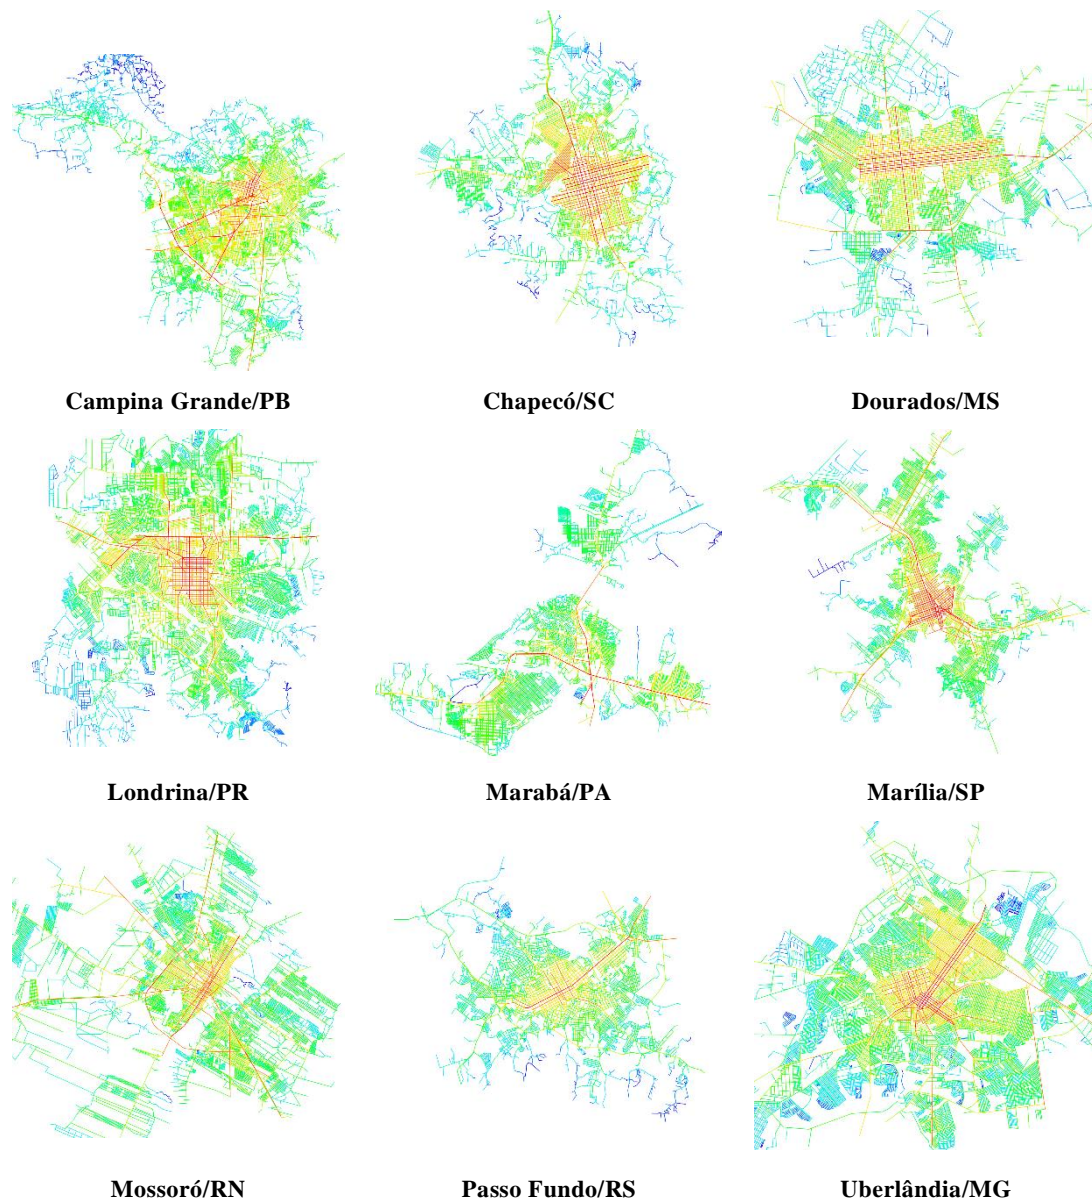 Campina Grande/PB
Chapecó/SC
Dourados/MS
Londrina/PR
Marabá/PA
Marília/SP
Mossoró/RN
Passo Fundo/RS
Uberlândia/MG